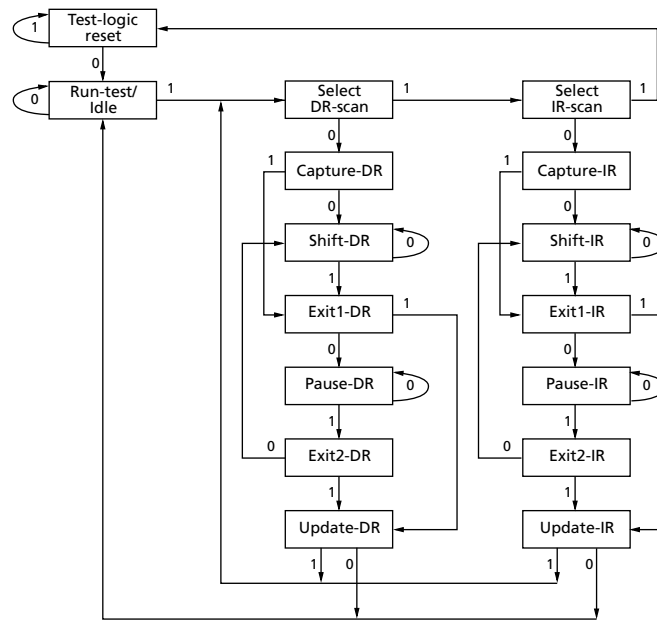 Test-logic
reset
1
0
Run-test/
Idle
0
1
Select
DR-scan
1
Select
IR-scan
1
0
0
1
Capture-DR
1
Capture-IR
0
0
Shift-DR
0
Shift-IR
0
1
1
Exit1-DR
1
Exit1-IR
1
0
0
Pause-DR
0
Pause-IR
0
1
1
0
Exit2-DR
0
Exit2-IR
1
1
Update-DR
Update-IR
1
0
1
0